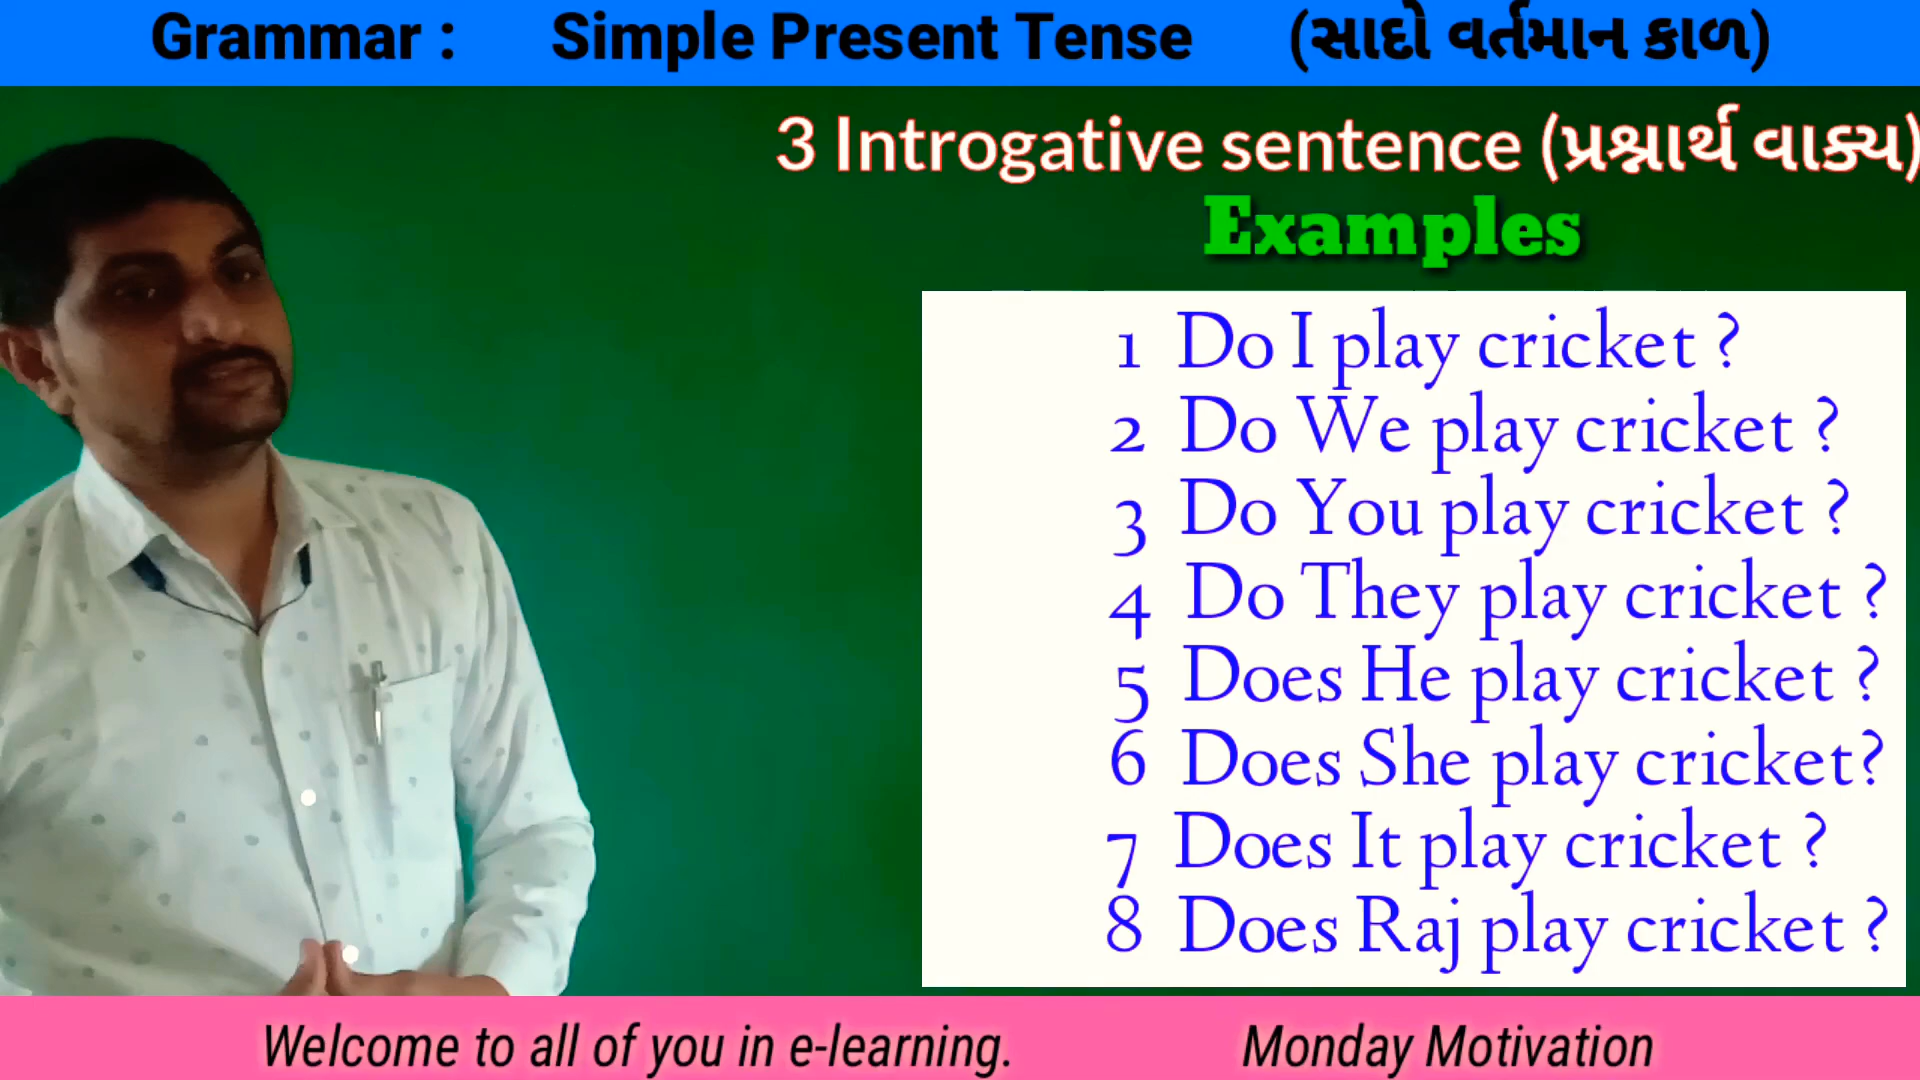 Grammar : Simple Present Tense (સાદો વર્તમાન કાળ)
3 Introgative sentence (પ્રશ્નાર્થ વાક્ય)
Examples
1 Do I play cricket ?
2 Do We play cricket ?
3 Do You play cricket ?
4 Do They play cricket ?
5 Does He play cricket ?
6 Does She play cricket?
7 Does It play cricket ?
8 Does Raj play cricket ?
Welcome to all of you in e-learning. Monday Motivation